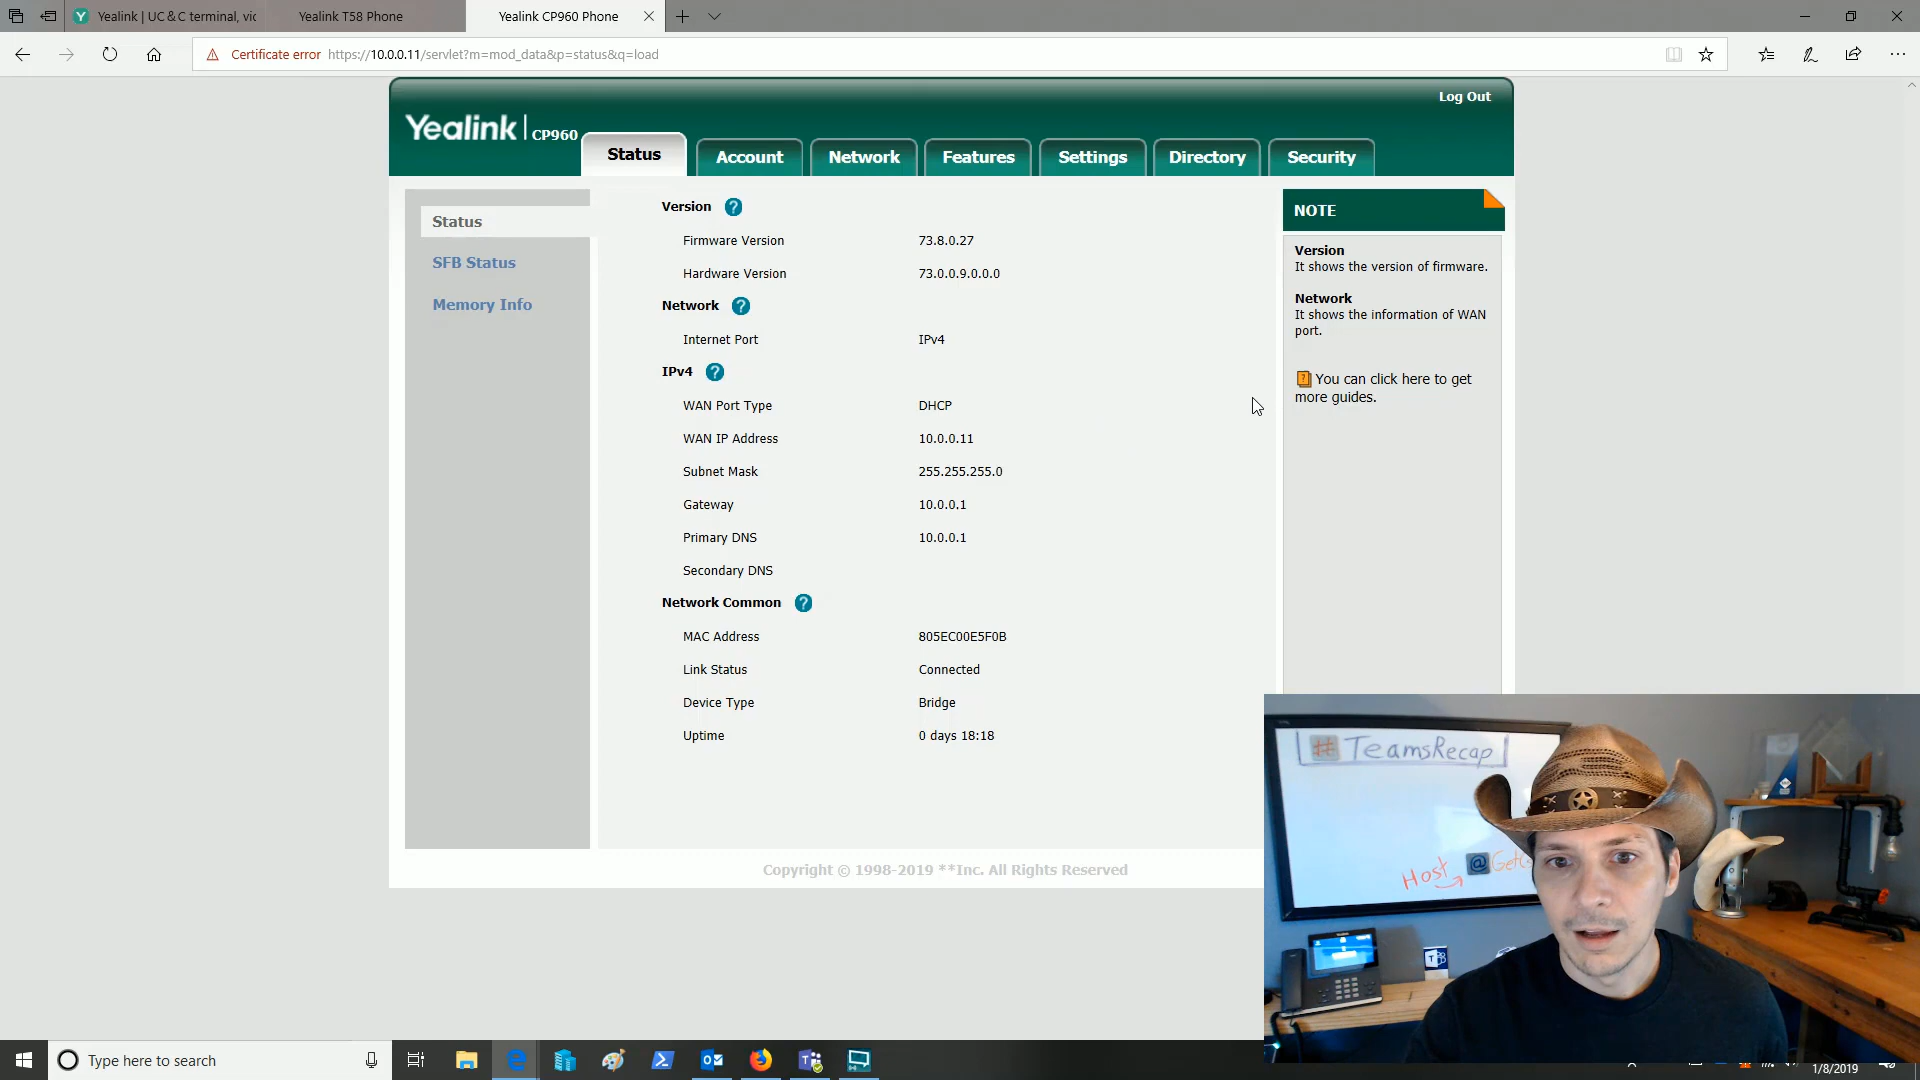 Yealink | UC & C terminal, vic
Yealink T58 Phone
Yealink CP960 Phone
Certificate error
https://10.0.0.11/servlet?m=mod_data&p=status&q=load
Log Out
Yealink | CP960
Status
Account
Network
Features
Settings
Directory
Security
Status
SFB Status
Memory Info
Version ?
Firmware Version 73.8.0.27
Hardware Version 73.0.0.9.0.0.0
Network ?
Internet Port IPv4
IPv4 ?
WAN Port Type DHCP
WAN IP Address 10.0.0.11
Subnet Mask 255.255.255.0
Gateway 10.0.0.1
Primary DNS 10.0.0.1
Secondary DNS
Network Common ?
MAC Address 805EC00E5F0B
Link Status Connected
Device Type Bridge
Uptime 0 days 18:18
NOTE
Version
It shows the version of firmware.
Network
It shows the information of WAN
port.
You can click here to get
more guides.
Copyright © 1998-2019 **Inc. All Rights Reserved
# TeamsRecap
Host @
Type here to search
1/8/2019